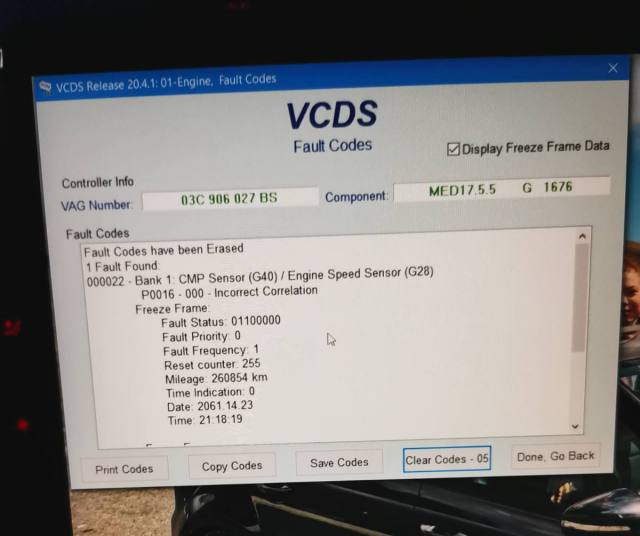 VCDS Release 20.4.1: 01-Engine, Fault Codes
VCDS
Fault Codes
Display Freeze Frame Data
Controller Info
VAG Number: 03C 906 027 BS Component: MED17.5.5 G 1676
Fault Codes
Fault Codes have been Erased
1 Fault Found:
000022 - Bank 1: CMP Sensor (G40) / Engine Speed Sensor (G28)
P0016 - 000 - Incorrect Correlation
Freeze Frame:
Fault Status: 01100000
Fault Priority: 0
Fault Frequency: 1
Reset counter: 255
Mileage: 260854 km
Time Indication: 0
Date: 2061.14.23
Time: 21:18:19
Print Codes Copy Codes Save Codes Clear Codes - 05 Done, Go Back